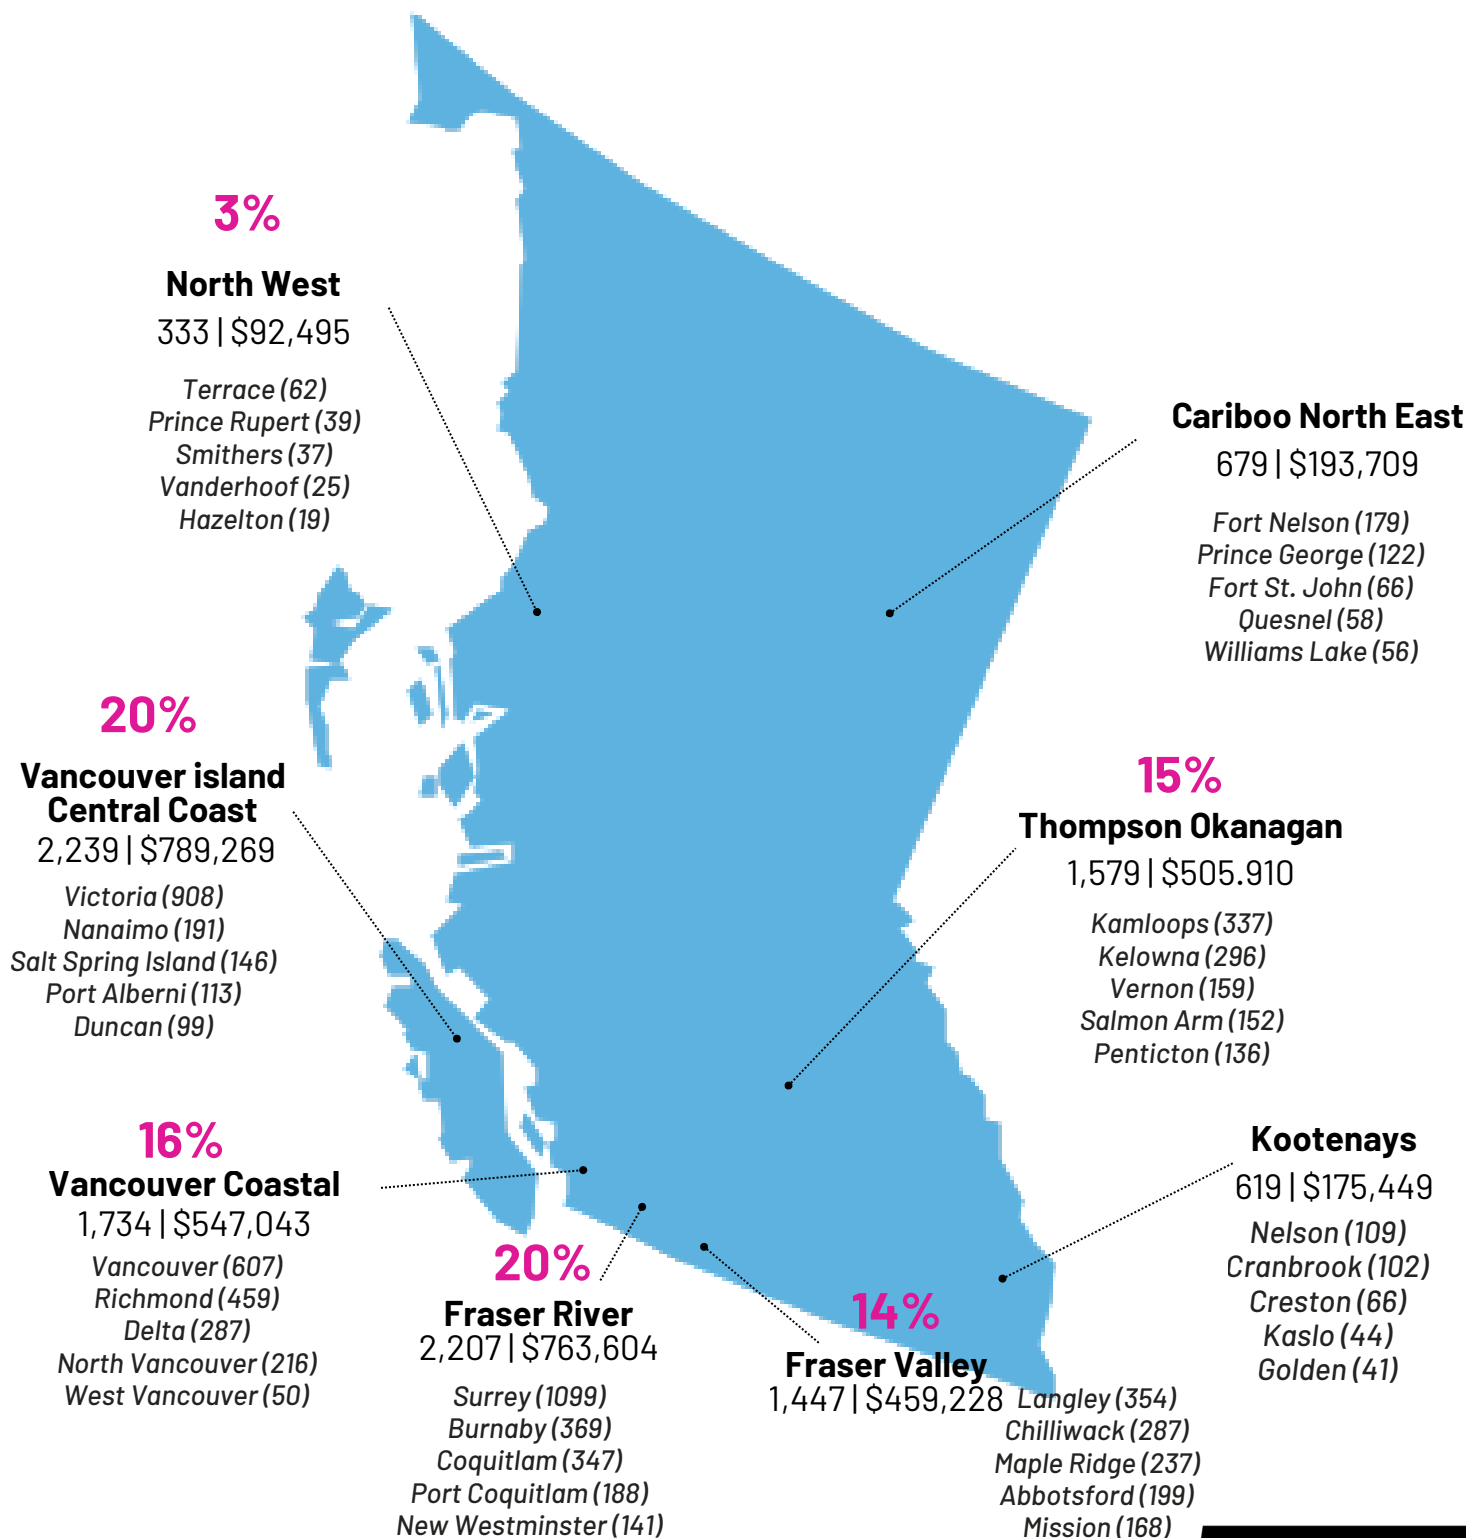 3%
North West
333 | $92,495
Terrace (62)
Prince Rupert (39)
Smithers (37)
Vanderhoof (25)
Hazelton (19)
Cariboo North East
679 | $193,709
Fort Nelson (179)
Prince George (122)
Fort St. John (66)
Quesnel (58)
Williams Lake (56)
20%
Vancouver island
Central Coast
2,239 | $789,269
Victoria (908)
Nanaimo (191)
Salt Spring Island (146)
Port Alberni (113)
Duncan (99)
15%
Thompson Okanagan
1,579 | $505.910
Kamloops (337)
Kelowna (296)
Vernon (159)
Salmon Arm (152)
Penticton (136)
16%
Vancouver Coastal
1,734 | $547,043
Vancouver (607)
Richmond (459)
Delta (287)
North Vancouver (216)
West Vancouver (50)
Kootenays
619 | $175,449
Nelson (109)
Cranbrook (102)
Creston (66)
Kaslo (44)
Golden (41)
20%
Fraser River
2,207 | $763,604
Surrey (1099)
Burnaby (369)
Coquitlam (347)
Port Coquitlam (188)
New Westminster (141)
14%
Fraser Valley
1,447 | $459,228
Langley (354)
Chilliwack (287)
Maple Ridge (237)
Abbotsford (199)
Mission (168)